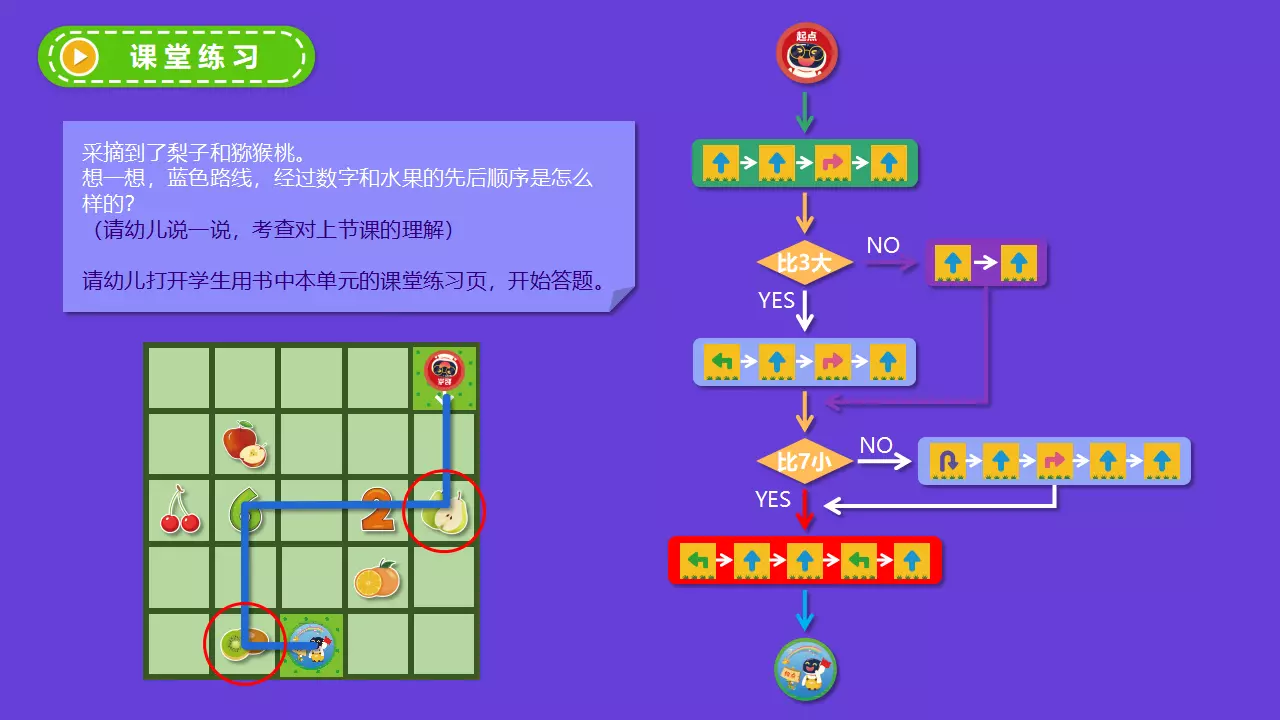 课堂练习
采摘到了梨子和猕猴桃。
想一想，蓝色路线，经过数字和水果的先后顺序是怎么
样的?
（请幼儿说一说，考查对上节课的理解）
请幼儿打开学生用书中本单元的课堂练习页，开始答题。
起点
比3大
NO
YES
比7小
NO
YES
6
2